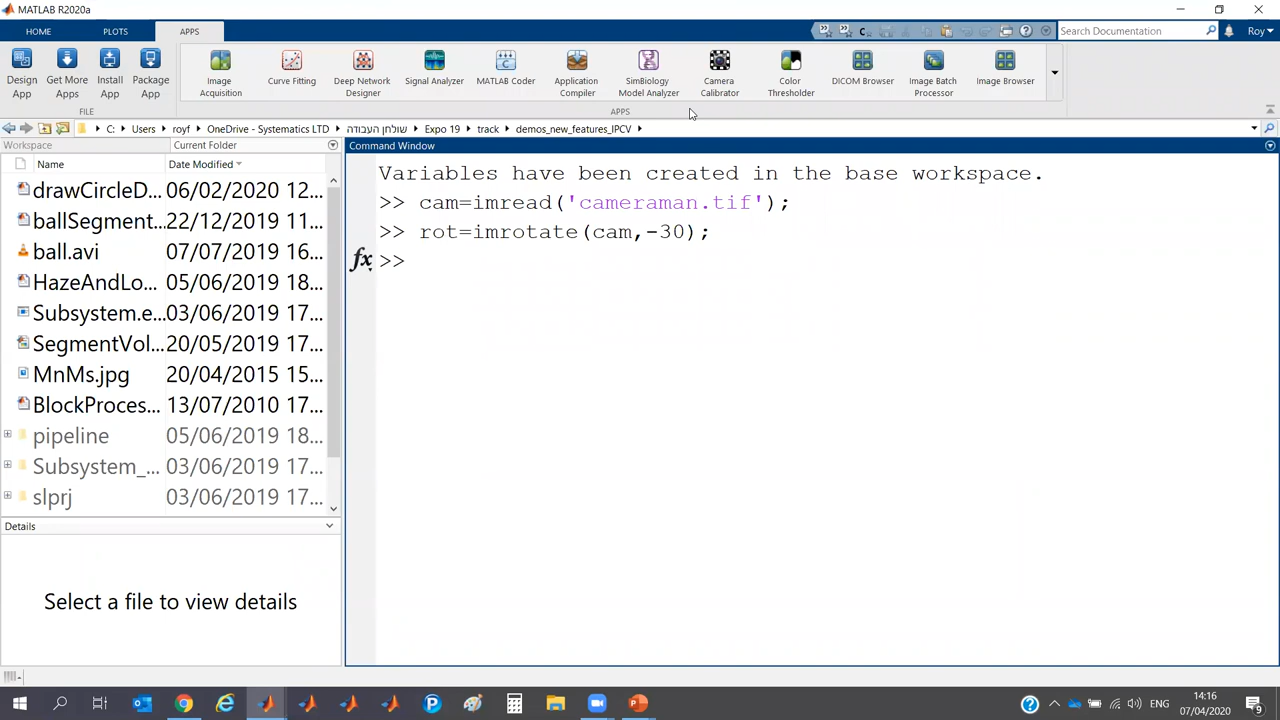 MATLAB R2020a
HOME PLOTS APPS
Search Documentation
Roy
Design App
Get More Apps
Install App
Package App
Image Acquisition
Curve Fitting
Deep Network Designer
Signal Analyzer
MATLAB Coder
Application Compiler
SimBiology Model Analyzer
Camera Calibrator
Color Thresholder
DICOM Browser
Image Batch Processor
Image Browser
FILE
APPS
C: Users royf OneDrive - Systematics LTD שולחן העבודה Expo 19 track demos_new_features_IPCV
Workspace
Current Folder
Name Date Modified
drawCircleD... 06/02/2020 12...
ballSegment... 22/12/2019 11...
ball.avi 07/07/2019 16...
HazeAndLo... 05/06/2019 18...
Subsystem.e... 03/06/2019 17...
SegmentVol... 20/05/2019 17...
MnMs.jpg 20/04/2015 15...
BlockProces... 13/07/2010 17...
pipeline 05/06/2019 18...
Subsystem_... 03/06/2019 17...
slprj 03/06/2019 17...
Details
Select a file to view details
Command Window
Variables have been created in the base workspace.
>> cam=imread('cameraman.tif');
>> rot=imrotate(cam,-30);
fx >>
ENG
14:16
07/04/2020
9